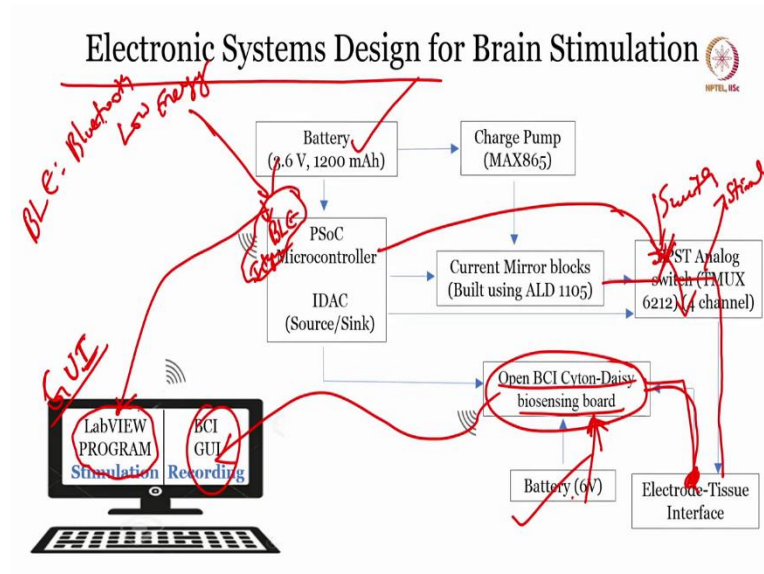 Electronic Systems Design for Brain Stimulation
NPTEL, IISc
BLE: Bluetooth
Low Energy
Battery
(3.6 V, 1200 mAh)
Charge Pump
(MAX865)
Switch
BLE
PSoC
Microcontroller
IDAC
(Source/Sink)
Current Mirror blocks
(Built using ALD 1105)
SPST Analog
switch (TMUX
6212) (4 channel)
GUI
Open BCI Cyton-Daisy
biosensing board
LabVIEW
PROGRAM
Stimulation
BCI
GUI
Recording
Battery (6V)
Electrode-Tissue
Interface